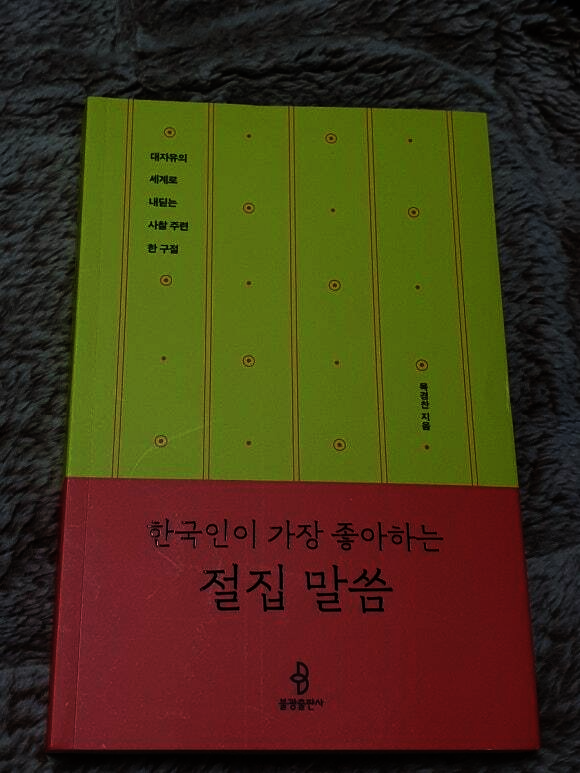 대자유의
세계로
내딛는
사찰 주련
한 구절
목경찬 지음
한국인이 가장 좋아하는
절집 말씀
불광출판사